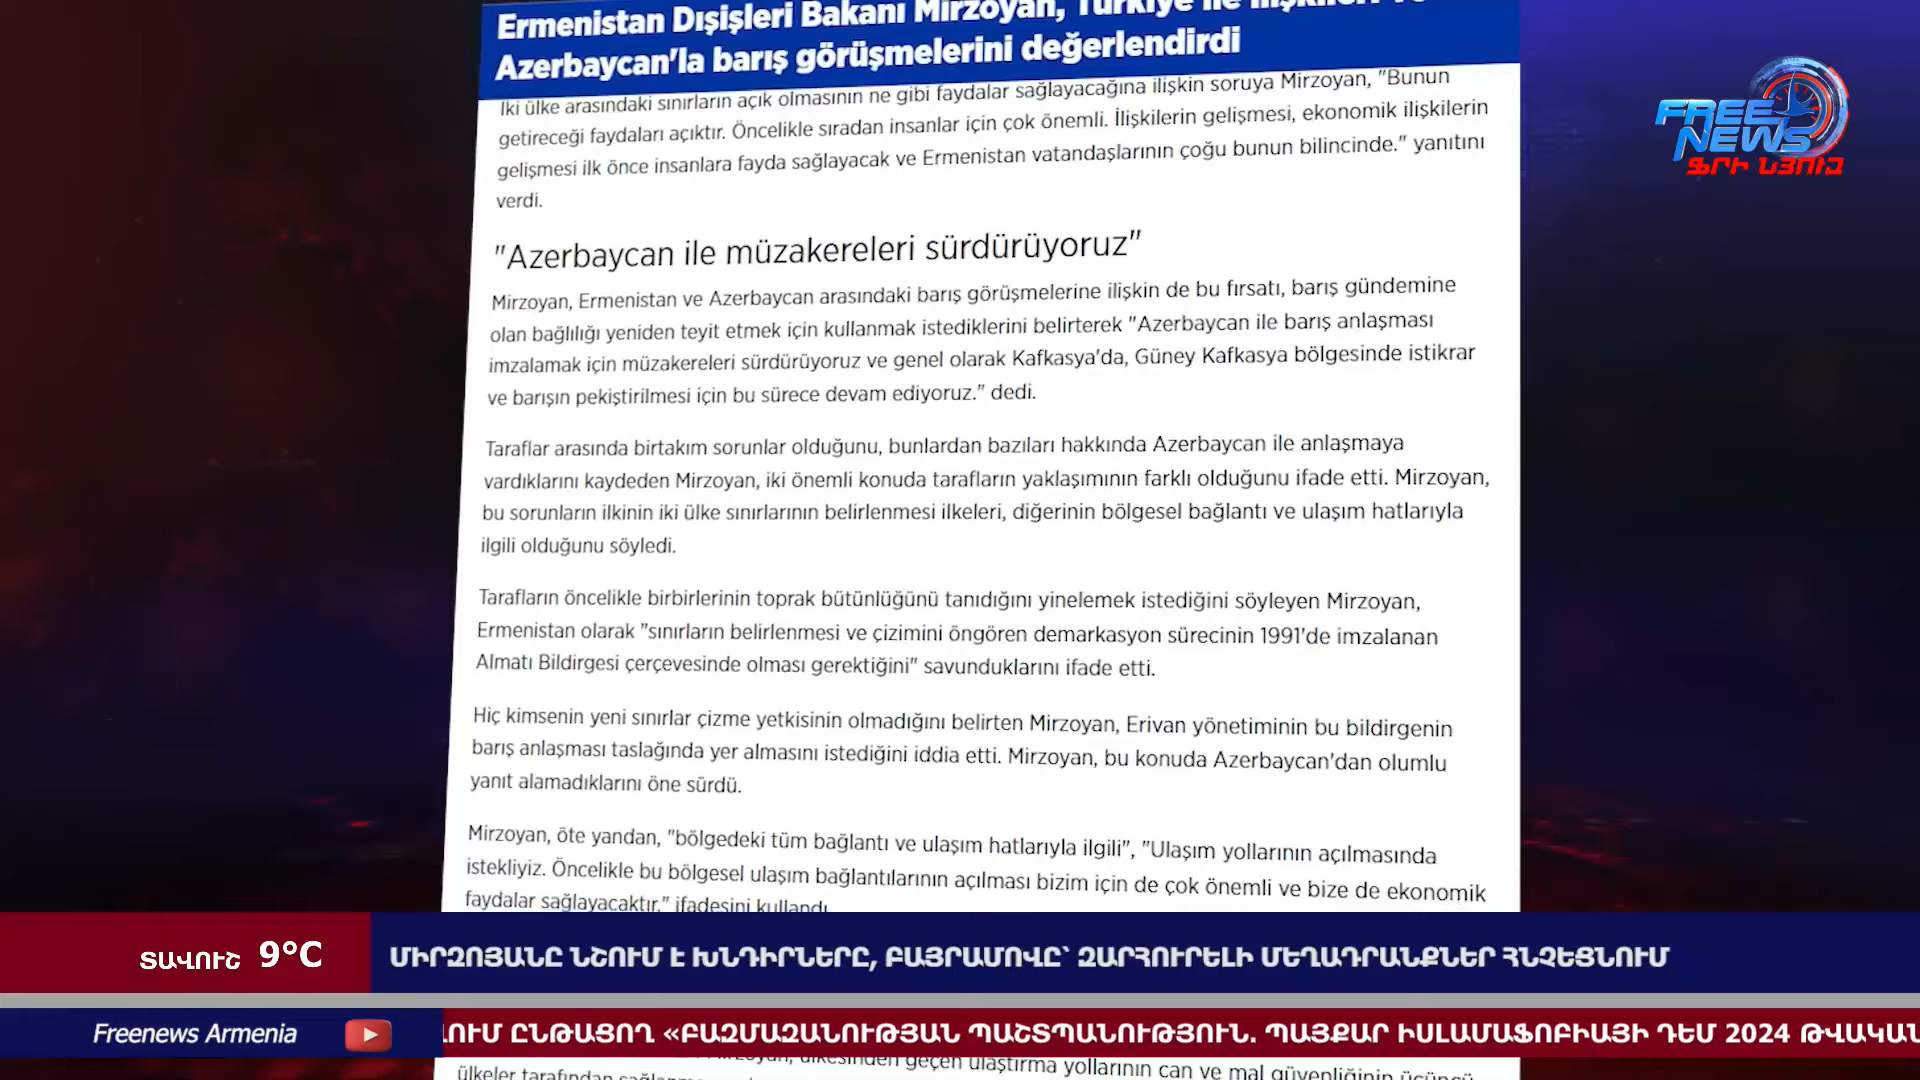 Ermenistan Dışişleri Bakanı Mirzoyan, Türkiye ile ilişkileri ve
Azerbaycan'la barış görüşmelerini değerlendirdi
İki ülke arasındaki sınırların açık olmasının ne gibi faydalar sağlayacağına ilişkin soruya Mirzoyan, "Bunun
getireceği faydaları açıktır. Öncelikle sıradan insanlar için çok önemli. İlişkilerin gelişmesi, ekonomik ilişkilerin
gelişmesi ilk önce insanlara fayda sağlayacak ve Ermenistan vatandaşlarının çoğu bunun bilincinde." yanıtını
verdi.
"Azerbaycan ile müzakereleri sürdürüyoruz"
Mirzoyan, Ermenistan ve Azerbaycan arasındaki barış görüşmelerine ilişkin de bu fırsatı, barış gündemine
olan bağlılığı yeniden teyit etmek için kullanmak istediklerini belirterek "Azerbaycan ile barış anlaşması
imzalamak için müzakereleri sürdürüyoruz ve genel olarak Kafkasya'da, Güney Kafkasya bölgesinde istikrar
ve barışın pekiştirilmesi için bu sürece devam ediyoruz." dedi.
Taraflar arasında birtakım sorunlar olduğunu, bunlardan bazıları hakkında Azerbaycan ile anlaşmaya
vardıklarını kaydeden Mirzoyan, iki önemli konuda tarafların yaklaşımının farklı olduğunu ifade etti. Mirzoyan,
bu sorunların ilkinin iki ülke sınırlarının belirlenmesi ilkeleri, diğerinin bölgesel bağlantı ve ulaşım hatlarıyla
ilgili olduğunu söyledi.
Tarafların öncelikle birbirlerinin toprak bütünlüğünü tanıdığını yinelemek istediğini söyleyen Mirzoyan,
Ermenistan olarak "sınırların belirlenmesi ve çizimini öngören demarkasyon sürecinin 1991'de imzalanan
Almatı Bildirgesi çerçevesinde olması gerektiğini" savunduklarını ifade etti.
Hiç kimsenin yeni sınırlar çizme yetkisinin olmadığını belirten Mirzoyan, Erivan yönetiminin bu bildirgenin
barış anlaşması taslağında yer almasını istediğini iddia etti. Mirzoyan, bu konuda Azerbaycan'dan olumlu
yanıt alamadıklarını öne sürdü.
Mirzoyan, öte yandan, "bölgedeki tüm bağlantı ve ulaşım hatlarıyla ilgili", "Ulaşım yollarının açılmasında
istekliyiz. Öncelikle bu bölgesel ulaşım bağlantılarının açılması bizim için de çok önemli ve bize de ekonomik
faydalar sağlayacaktır." ifadesini kullandı
FREE
NEWS
ՖՐԻ ՆՅՈՒԶ
ՏԱՎՈՒՇ 9°C
ՄԻՐԶՈՅԱՆԸ ՆՇՈՒՄ Է ԽՆԴԻՐՆԵՐԸ, ԲԱՅՐԱՄՈՎԸ՝ ԶԱՐՀՈՒՐԵԼԻ ՄԵՂԱԴՐԱՆՔՆԵՐ ՀՆՉԵՑՆՈՒՄ
Freenews Armenia
ՒՄ ԸՆԹԱՑՈՂ «ԲԱԶՄԱԶԱՆՈՒԹՅԱՆ ՊԱՇՏՊԱՆՈՒԹՅՈՒՆ. ՊԱՅՔԱՐ ԻՍԼԱՄԱՖՈԲԻԱՅԻ ԴԵՄ 2024 ԹՎԱԿԱՆ
Mirzoyan, ülkesinden geçen ulaştırma yollarının can ve mal güvenliğinin üçüncü
ülkeler tarafından